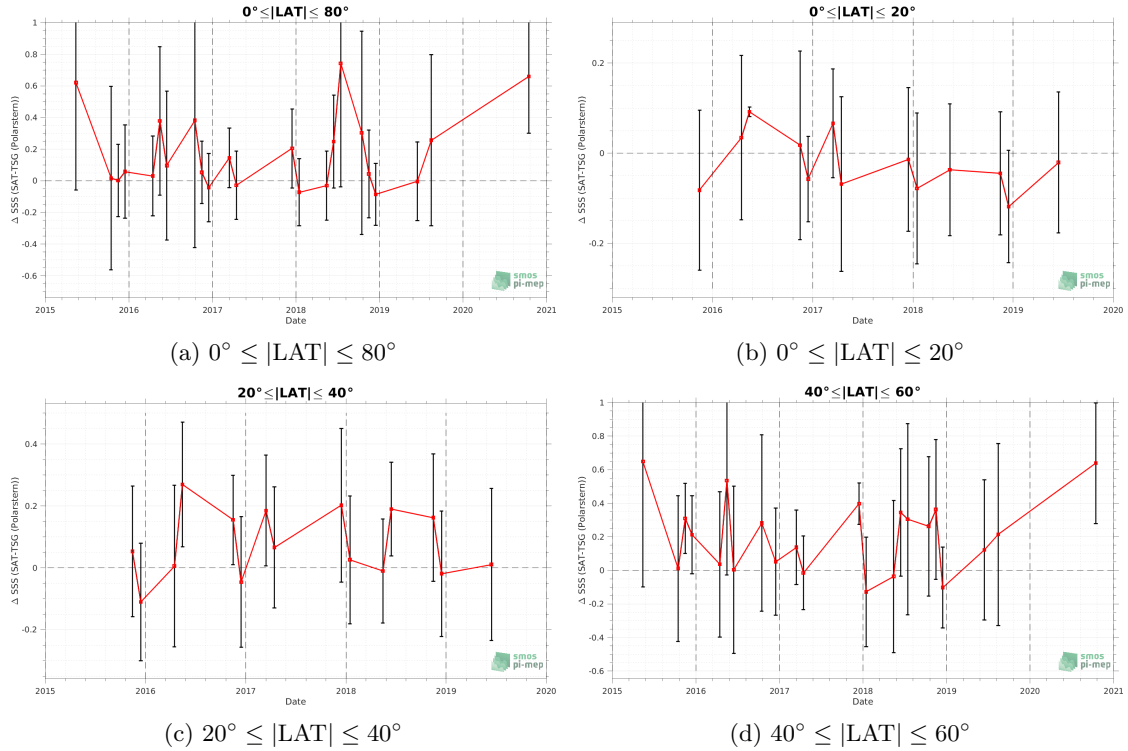 0°≤|LAT|≤ 80°
1
0.8
0.6
0.4
0.2
0
-0.2
-0.4
-0.6
Δ SSS (SAT-TSG (Polarstern))
2015 2016 2017 2018 2019 2020 2021
Date
smos
pi-mep
(a) 0° ≤ |LAT| ≤ 80°
0°≤|LAT|≤ 20°
0.2
0
-0.2
Δ SSS (SAT-TSG (Polarstern))
2015 2016 2017 2018 2019 2020
Date
smos
pi-mep
(b) 0° ≤ |LAT| ≤ 20°
20°≤|LAT|≤ 40°
0.4
0.2
0
-0.2
Δ SSS (SAT-TSG (Polarstern))
2015 2016 2017 2018 2019 2020
Date
smos
pi-mep
(c) 20° ≤ |LAT| ≤ 40°
40°≤|LAT|≤ 60°
1
0.8
0.6
0.4
0.2
0
-0.2
-0.4
-0.6
Δ SSS (SAT-TSG (Polarstern))
2015 2016 2017 2018 2019 2020 2021
Date
smos
pi-mep
(d) 40° ≤ |LAT| ≤ 60°